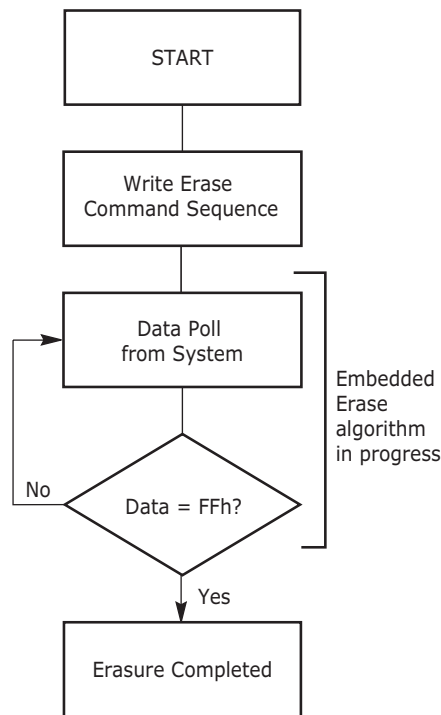 START
Write Erase
Command Sequence
Data Poll
from System
Embedded
Erase
algorithm
in progress
No
Data = FFh?
Yes
Erasure Completed